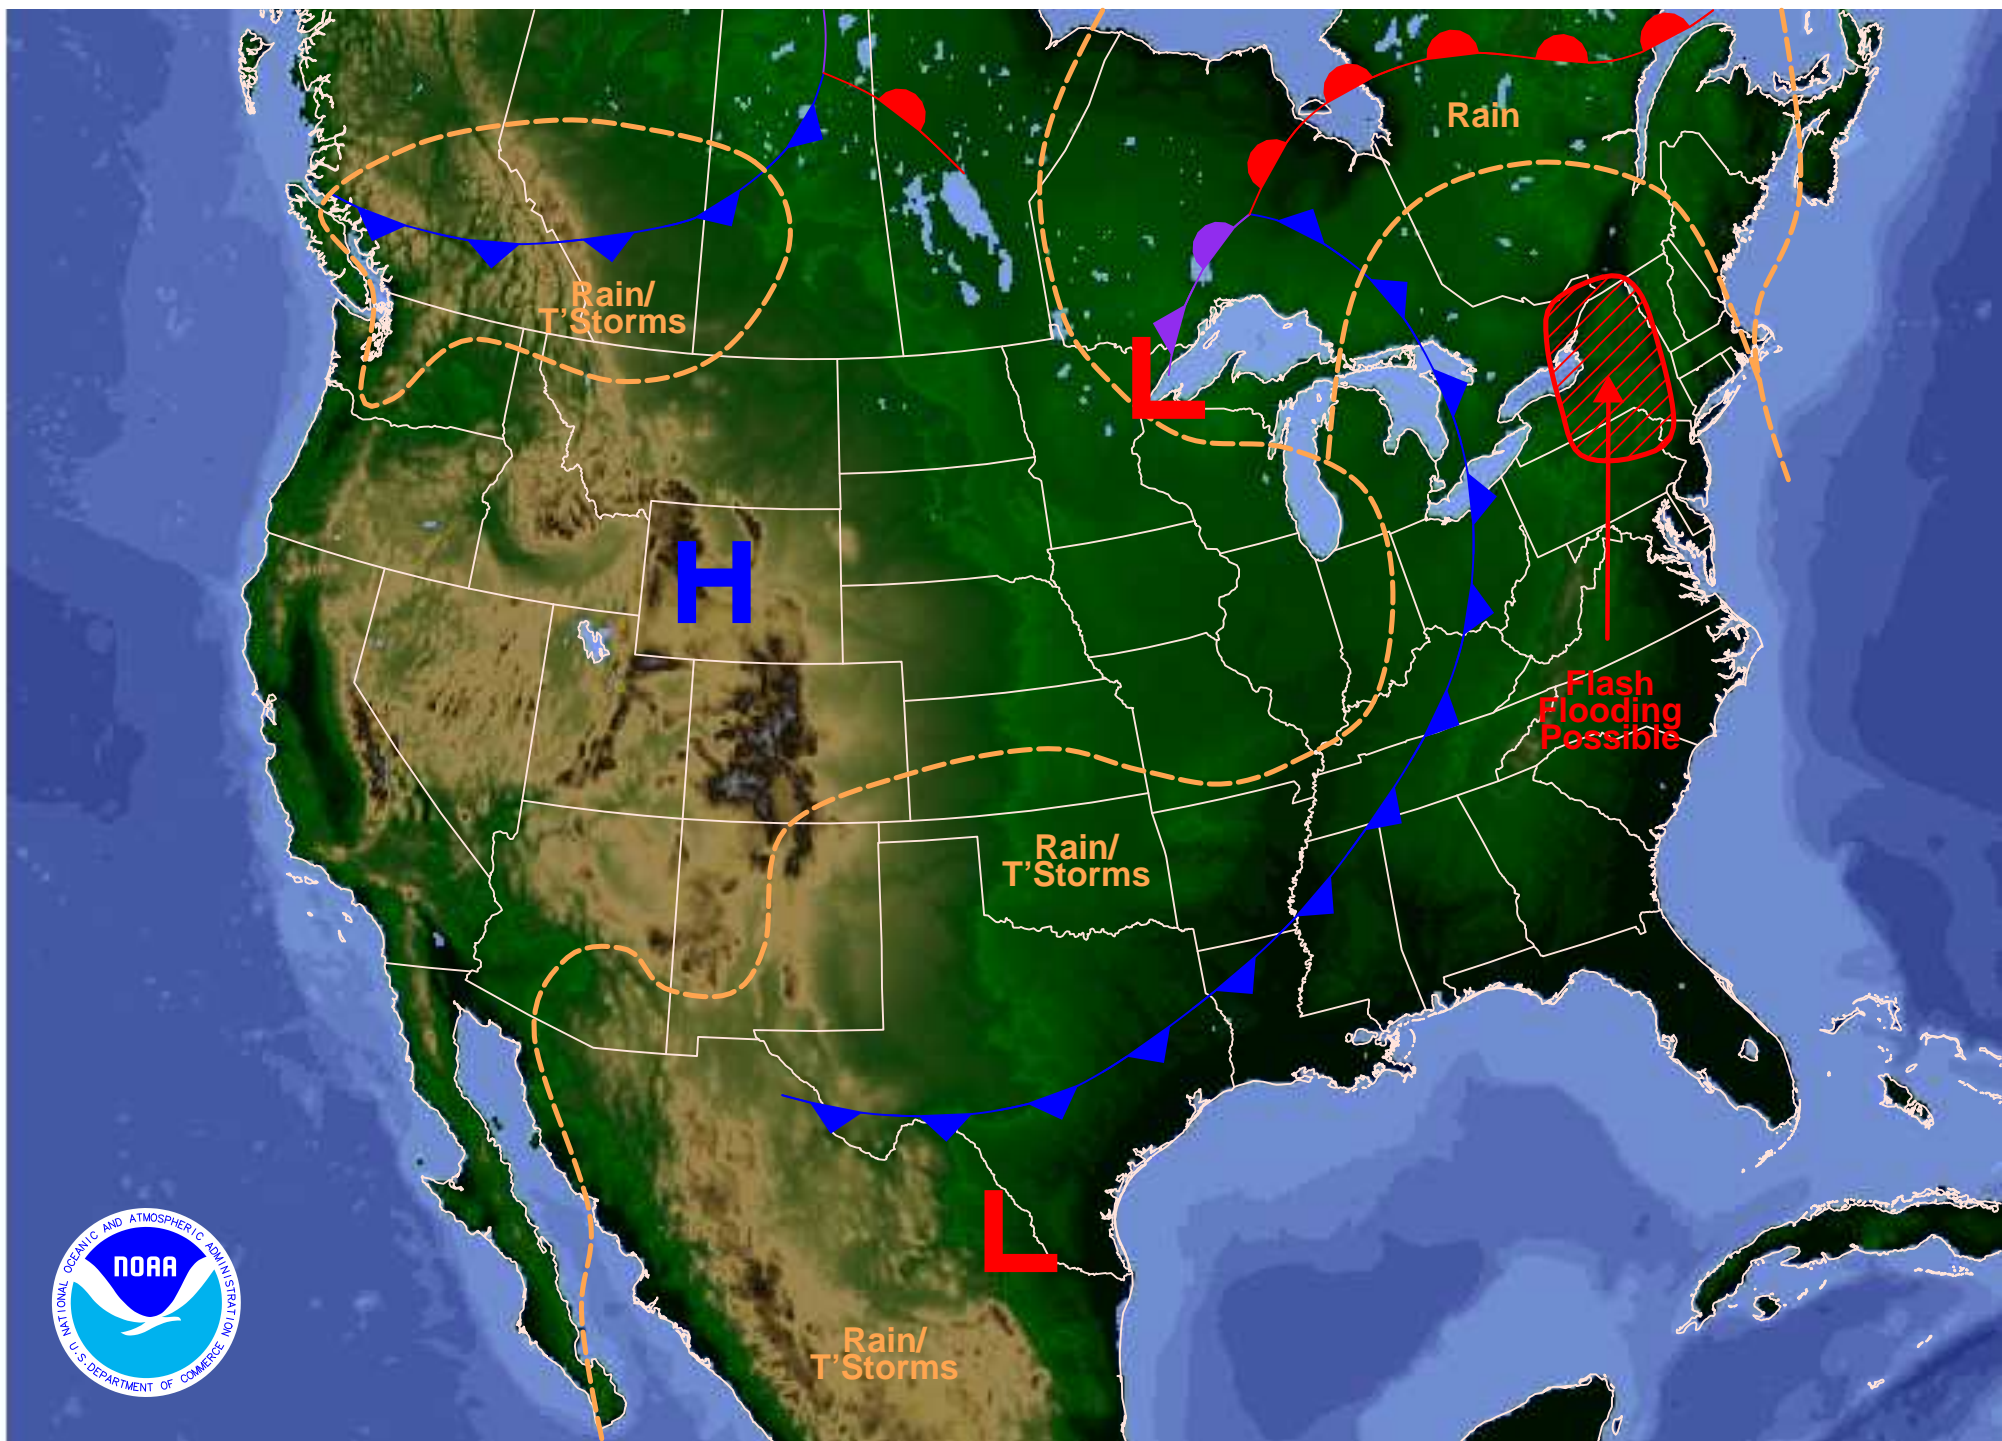 Rain
Rain/
T'Storms
L
H
Flash
Flooding
Possible
Rain/
T'Storms
L
Rain/
T'Storms
NATIONAL OCEANIC AND ATMOSPHERIC ADMINISTRATION
NOAA
U.S. DEPARTMENT OF COMMERCE